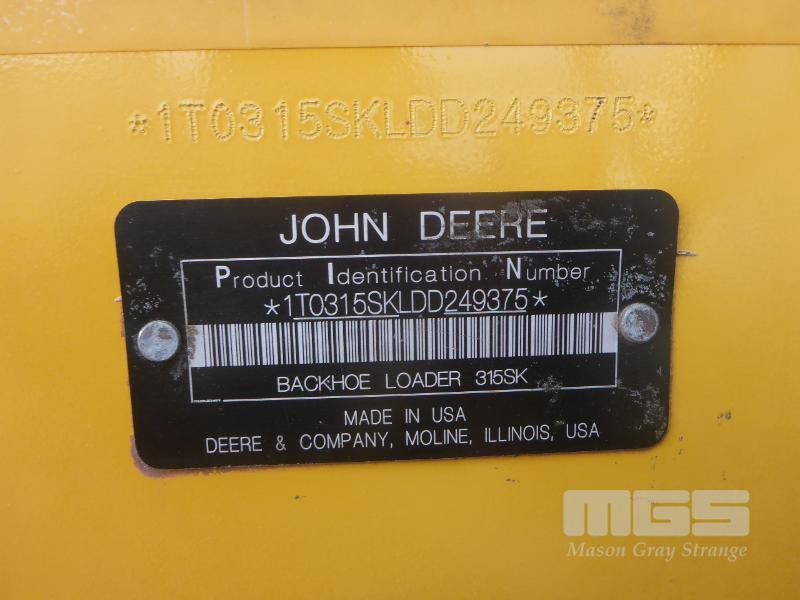 *1T0315SKLDD249375*
JOHN DEERE
Product Identification Number
*1T0315SKLDD249375*
BACKHOE LOADER 315SK
MADE IN USA
DEERE & COMPANY, MOLINE, ILLINOIS, USA
MGS
Mason Gray Strange